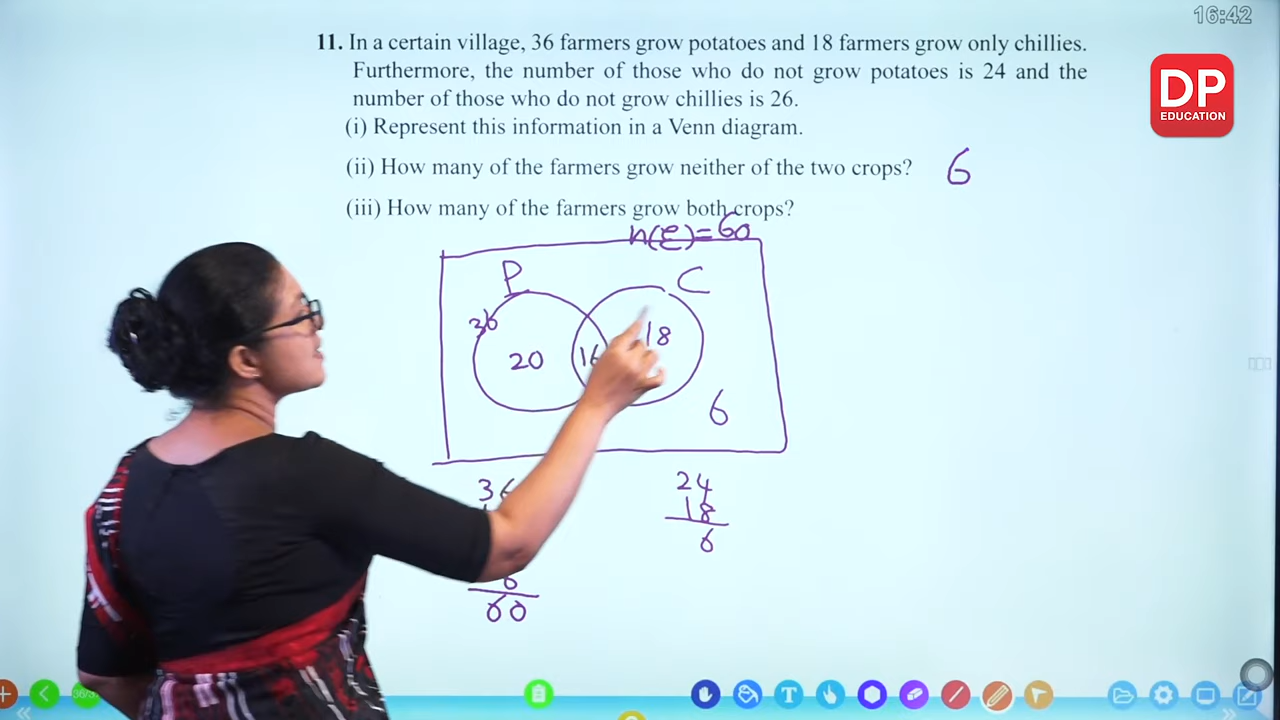 16:42
11. In a certain village, 36 farmers grow potatoes and 18 farmers grow only chillies.
Furthermore, the number of those who do not grow potatoes is 24 and the
number of those who do not grow chillies is 26.
(i) Represent this information in a Venn diagram.
(ii) How many of the farmers grow neither of the two crops? 6
(iii) How many of the farmers grow both crops?
DP
EDUCATION
n(ξ)=60
P C
36
20 16 18
6
36
6
60
24
18
6
T